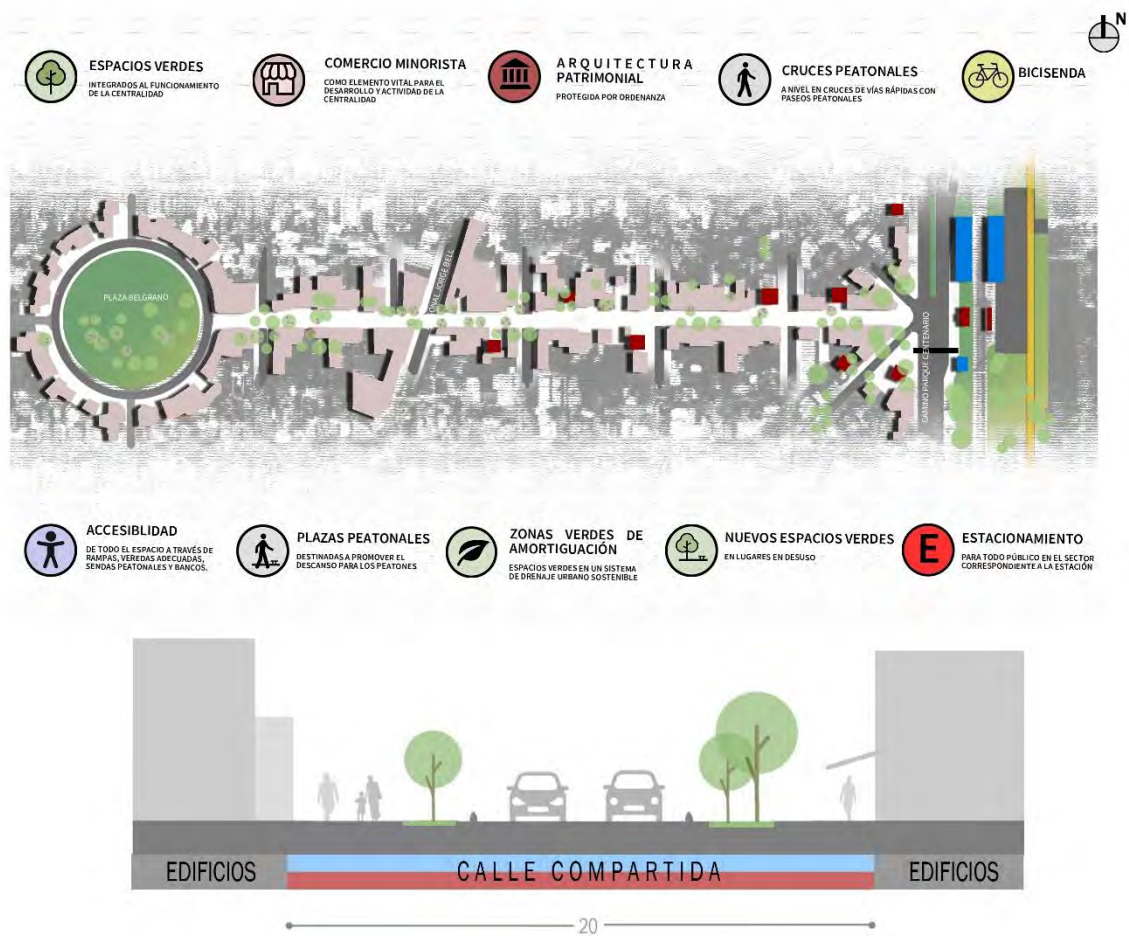 N
ESPACIOS VERDES
INTEGRADOS AL FUNCIONAMIENTO
DE LA CENTRALIDAD
COMERCIO MINORISTA
COMO ELEMENTO VITAL PARA EL
DESARROLLO Y ACTIVIDAD DE LA
CENTRALIDAD
ARQUITECTURA
PATRIMONIAL
PROTEGIDA POR ORDENANZA
CRUCES PEATONALES
A NIVEL EN CRUCES DE VÍAS RÁPIDAS CON
PASEOS PEATONALES
BICISENDA
PLAZA BELGRANO
JORGE BELL
CAMINO PARQUE CENTENARIO
ACCESIBLIDAD
DE TODO EL ESPACIO A TRAVÉS DE
RAMPAS, VEREDAS ADECUADAS,
SENDAS PEATONALES Y BANCOS.
PLAZAS PEATONALES
DESTINADAS A PROMOVER EL
DESCANSO PARA LOS PEATONES
ZONAS VERDES DE
AMORTIGUACIÓN
ESPACIOS VERDES EN UN SISTEMA
DE DRENAJE URBANO SOSTENIBLE
NUEVOS ESPACIOS VERDES
EN LUGARES EN DESUSO
E
ESTACIONAMIENTO
PARA TODO PÚBLICO EN EL SECTOR
CORRESPONDIENTE A LA ESTACIÓN
EDIFICIOS
CALLE COMPARTIDA
EDIFICIOS
20